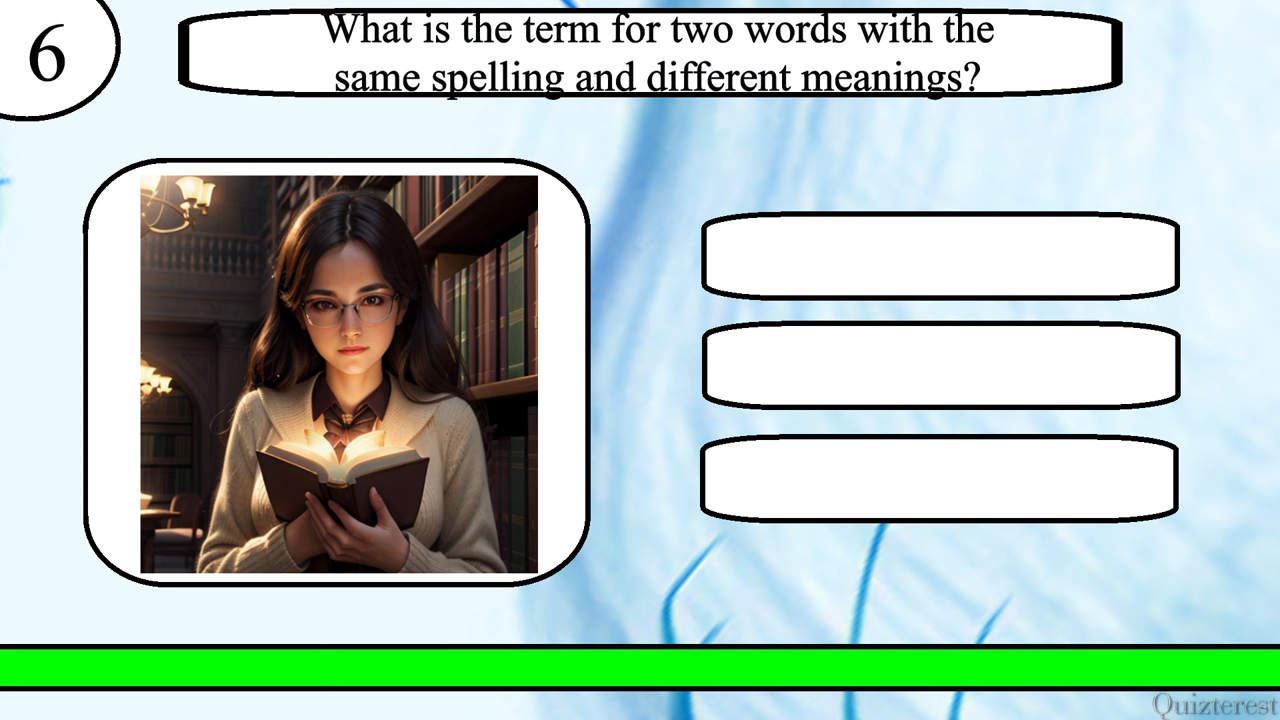 6
What is the term for two words with the
same spelling and different meanings?
Quizterest